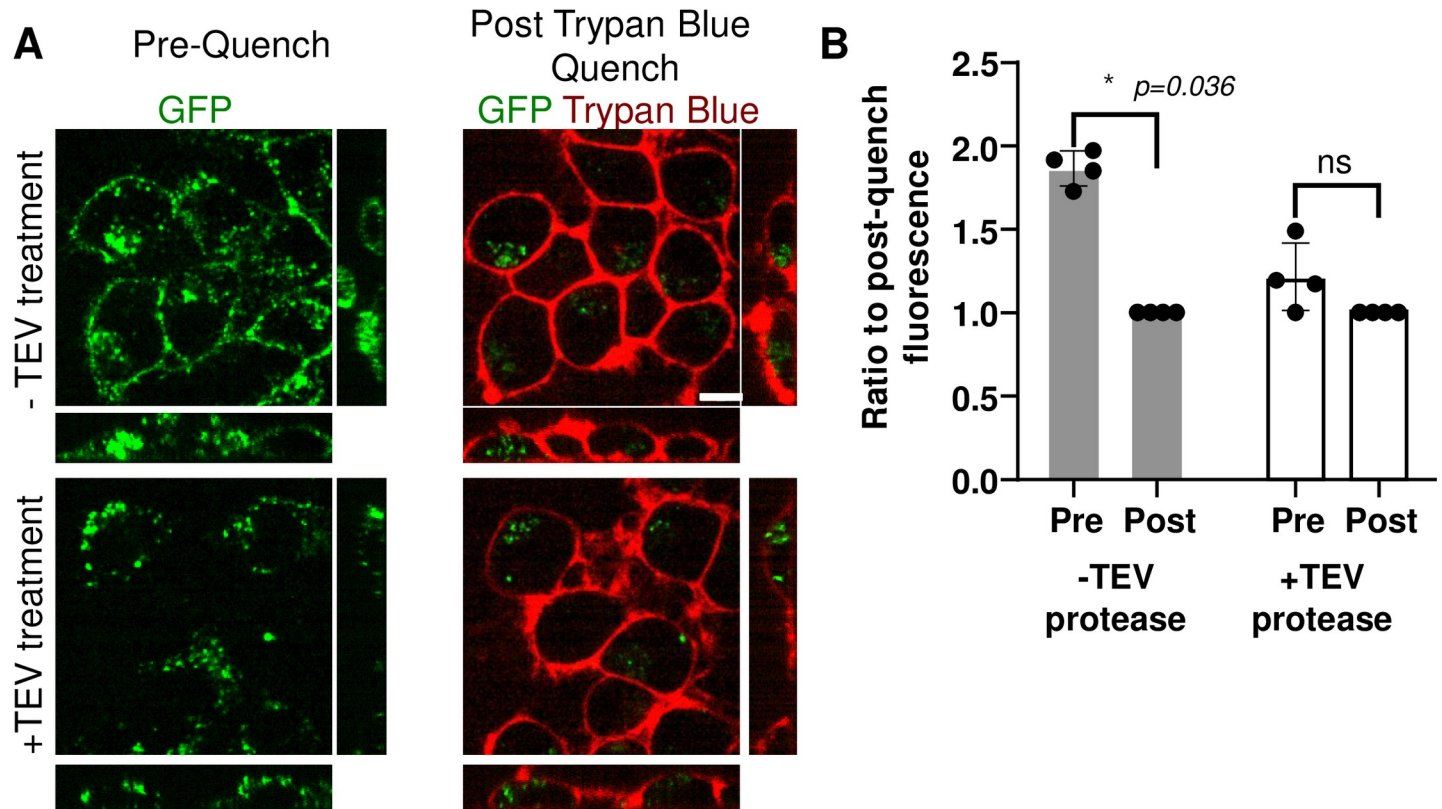 A
Pre-Quench
GFP
Post Trypan Blue
Quench
GFP Trypan Blue
- TEV treatment
+TEV treatment
B
Ratio to post-quench
fluorescence
2.5
2.0
1.5
1.0
0.5
0.0
* p=0.036
ns
Pre Post Pre Post
-TEV
protease
+TEV
protease